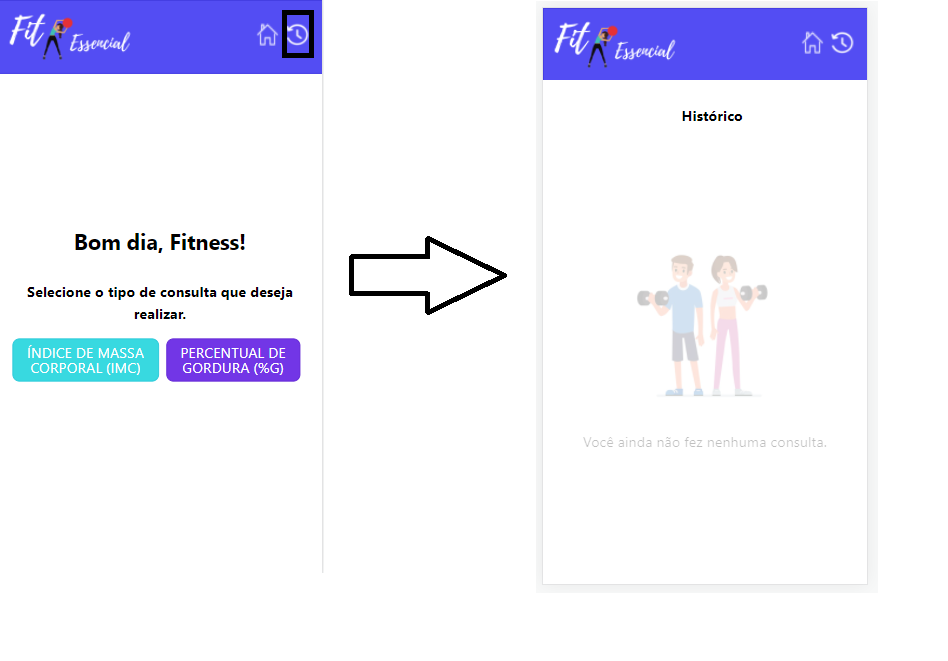 Fit Essencial
Bom dia, Fitness!
Selecione o tipo de consulta que deseja
realizar.
ÍNDICE DE MASSA
CORPORAL (IMC)
PERCENTUAL DE
GORDURA (%G)
Fit Essencial
Histórico
Você ainda não fez nenhuma consulta.